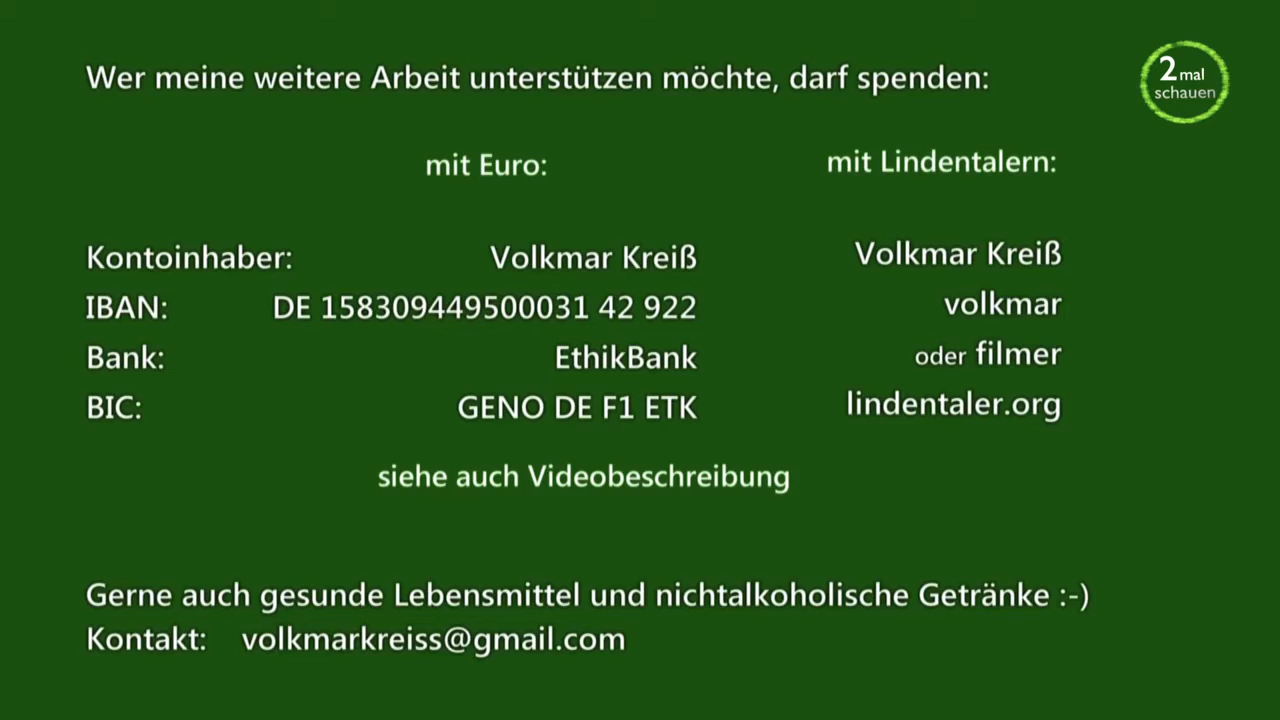 Wer meine weitere Arbeit unterstützen möchte, darf spenden:
2 mal
schauen
mit Euro: mit Lindentalern:
Kontoinhaber: Volkmar Kreiß Volkmar Kreiß
IBAN: DE 158309449500031 42 922 volkmar
Bank: EthikBank oder filmer
BIC: GENO DE F1 ETK lindentaler.org
siehe auch Videobeschreibung
Gerne auch gesunde Lebensmittel und nichtalkoholische Getränke :-)
Kontakt: volkmarkreiss@gmail.com